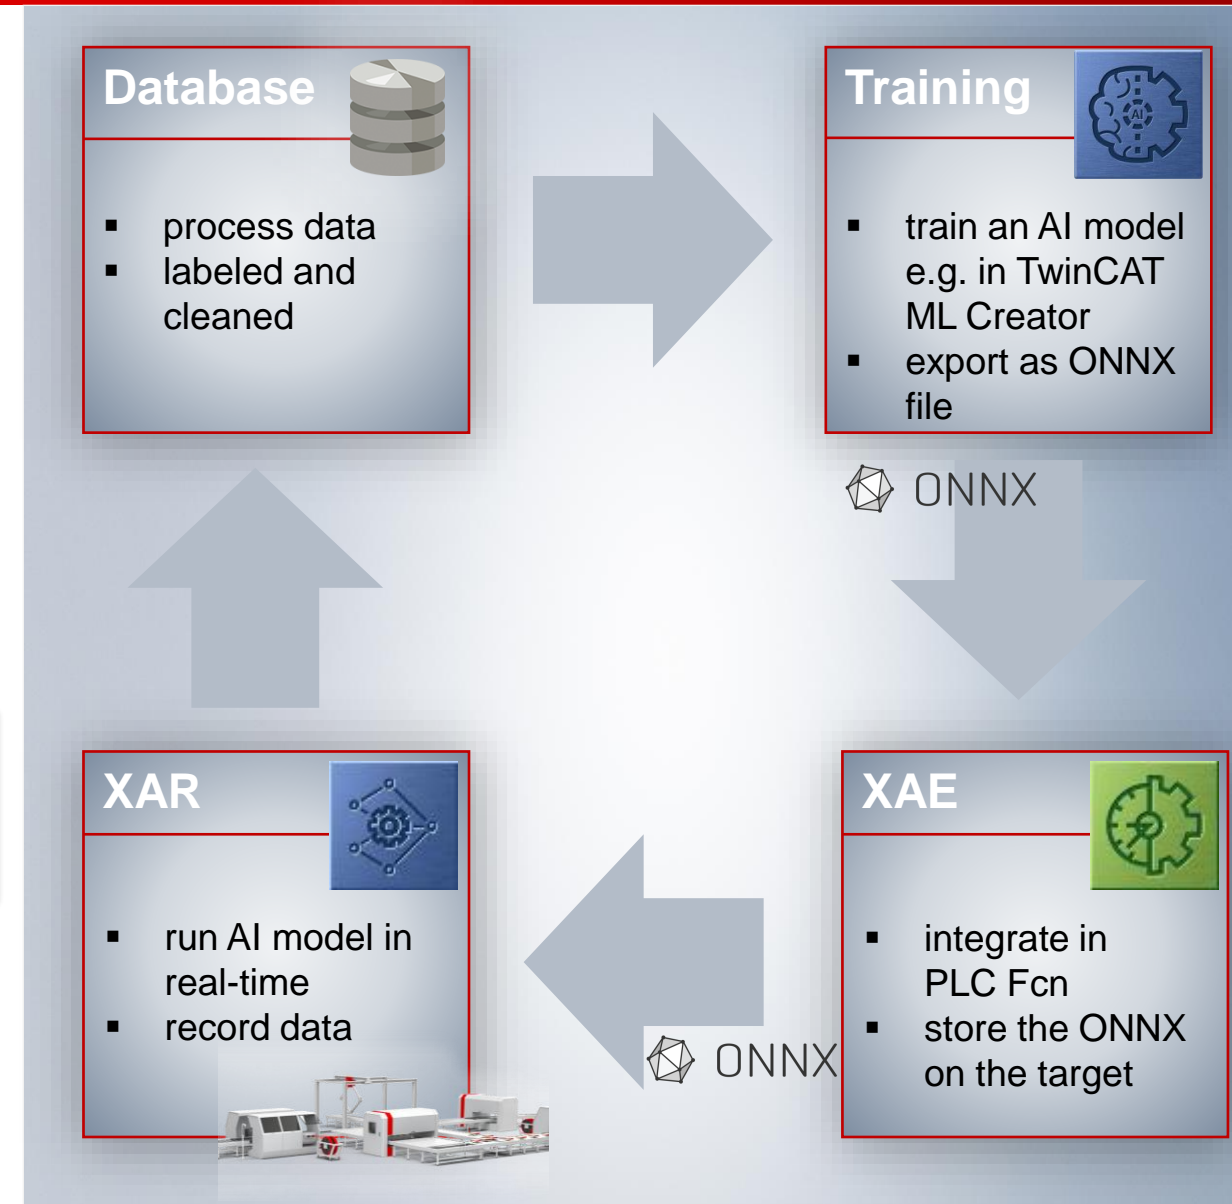 Database
▪ process data
▪ labeled and
cleaned
Training
AI
▪ train an AI model
e.g. in TwinCAT
ML Creator
▪ export as ONNX
file
ONNX
XAR
▪ run AI model in
real-time
▪ record data
XAE
▪ integrate in
PLC Fcn
▪ store the ONNX
on the target
ONNX